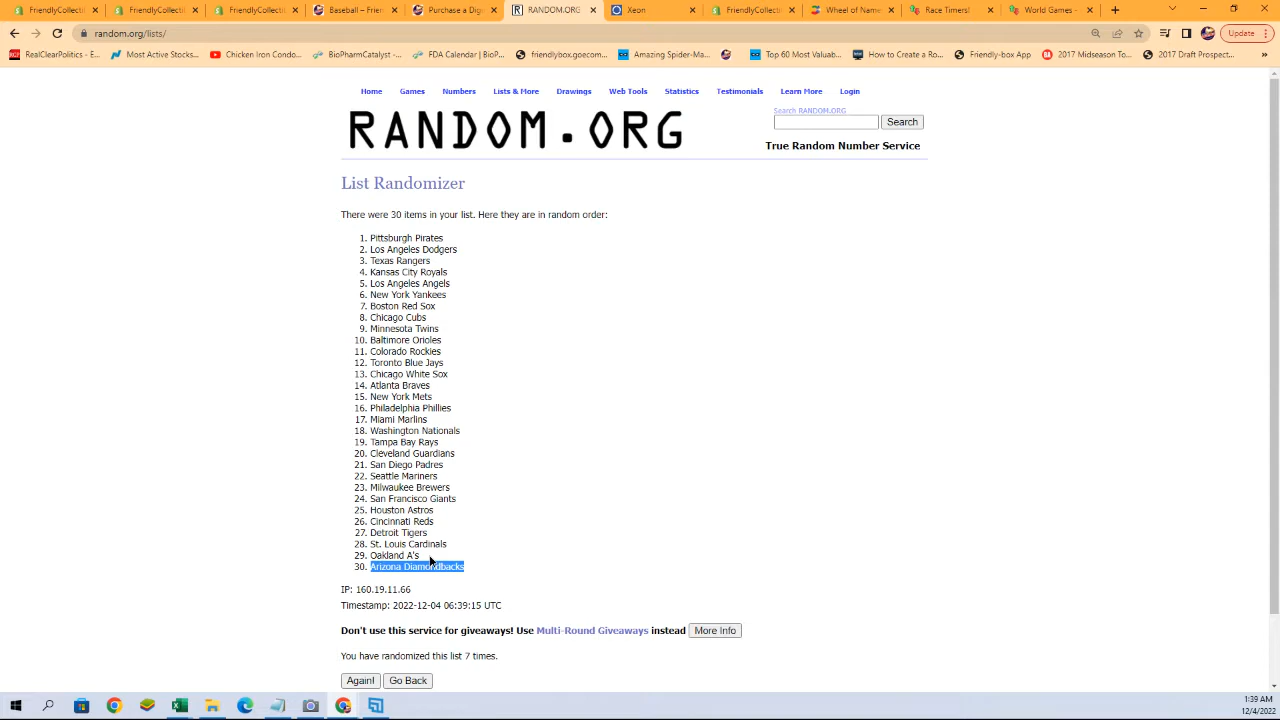 FriendlyCollecti
FriendlyCollecti
FriendlyCollecti
Baseball – Frien
Purchase a Digi
RANDOM.ORG
Xeon
FriendlyCollecti
Wheel of Name
Race Timers!
World Games -
random.org/lists/
Update
RealClearPolitics - E...
Most Active Stocks...
Chicken Iron Condo...
BioPharmCatalyst -...
FDA Calendar | BioP...
friendlybox.goecom...
Amazing Spider-Ma...
Top 60 Most Valuab...
How to Create a Ro...
Friendly-box App
2017 Midseason To...
2017 Draft Prospect...
Home Games Numbers Lists & More Drawings Web Tools Statistics Testimonials Learn More Login
Search RANDOM.ORG
RANDOM.ORG
Search
True Random Number Service
List Randomizer
There were 30 items in your list. Here they are in random order:
1. Pittsburgh Pirates
2. Los Angeles Dodgers
3. Texas Rangers
4. Kansas City Royals
5. Los Angeles Angels
6. New York Yankees
7. Boston Red Sox
8. Chicago Cubs
9. Minnesota Twins
10. Baltimore Orioles
11. Colorado Rockies
12. Toronto Blue Jays
13. Chicago White Sox
14. Atlanta Braves
15. New York Mets
16. Philadelphia Phillies
17. Miami Marlins
18. Washington Nationals
19. Tampa Bay Rays
20. Cleveland Guardians
21. San Diego Padres
22. Seattle Mariners
23. Milwaukee Brewers
24. San Francisco Giants
25. Houston Astros
26. Cincinnati Reds
27. Detroit Tigers
28. St. Louis Cardinals
29. Oakland A's
30. Arizona Diamondbacks
IP: 160.19.11.66
Timestamp: 2022-12-04 06:39:15 UTC
Don't use this service for giveaways! Use Multi-Round Giveaways instead More Info
You have randomized this list 7 times.
Again! Go Back
1:39 AM
12/4/2022